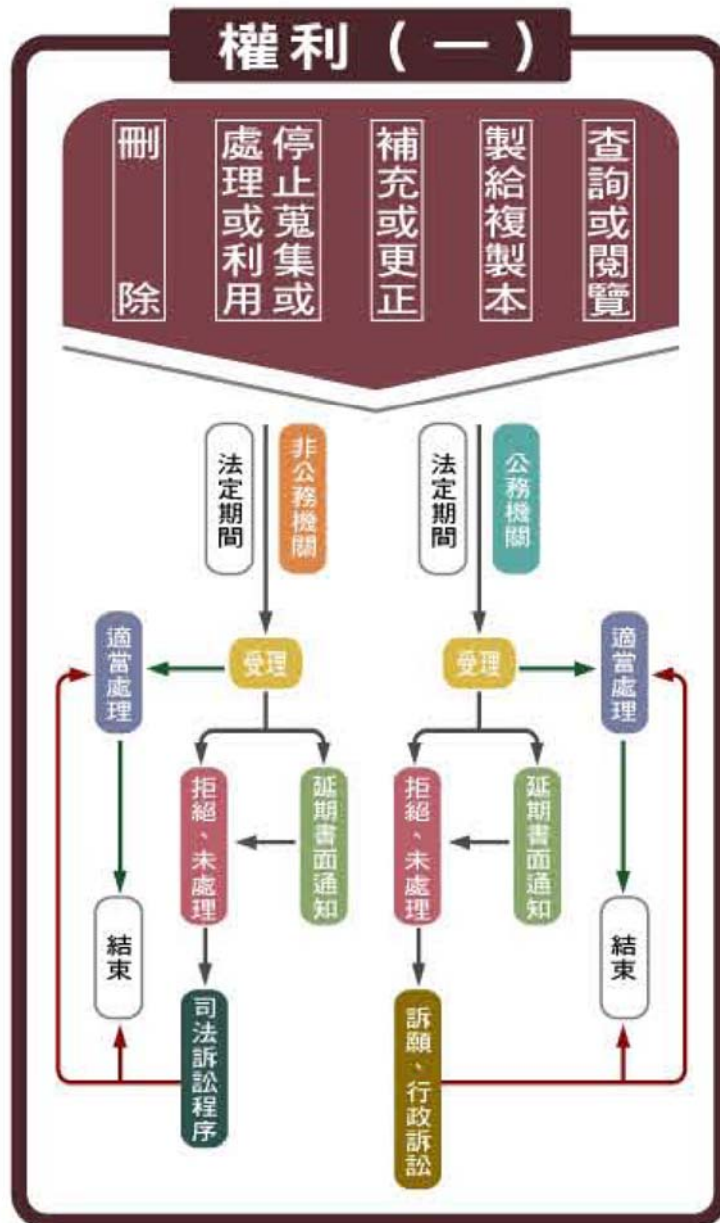 權利（一）
查詢或閱覽
製給複製本
補充或更正
停止蒐集或
處理或利用
刪除
公務機關
法定期間
受理
適當處理
延期書面通知
拒絕、未處理
結束
訴願、行政訴訟
非公務機關
法定期間
受理
適當處理
延期書面通知
拒絕、未處理
結束
司法訴訟程序